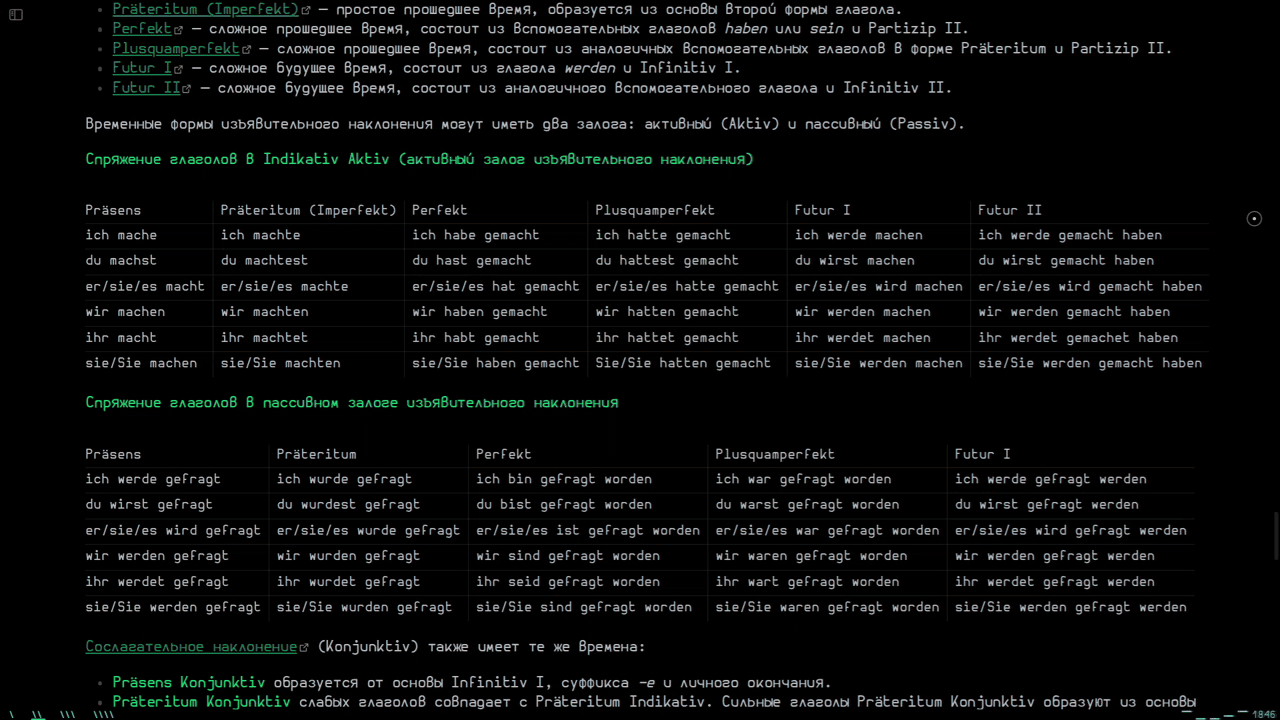 Präteritum (Imperfekt) — простое прошедшее время, образуется из основы второй формы глагола.
Perfekt — сложное прошедшее время, состоит из вспомогательных глаголов haben или sein и Partizip II.
Plusquamperfekt — сложное прошедшее время, состоит из аналогичных вспомогательных глаголов в форме Präteritum и Partizip II.
Futur I — сложное будущее время, состоит из глагола werden и Infinitiv I.
Futur II — сложное будущее время, состоит из аналогичного вспомогательного глагола и Infinitiv II.
Временные формы изъявительного наклонения могут иметь два залога: активный (Aktiv) и пассивный (Passiv).
Спряжение глаголов в Indikativ Aktiv (активный залог изъявительного наклонения)
Präsens Präteritum (Imperfekt) Perfekt Plusquamperfekt Futur I Futur II
ich mache ich machte ich habe gemacht ich hatte gemacht ich werde machen ich werde gemacht haben
du machst du machtest du hast gemacht du hattest gemacht du wirst machen du wirst gemacht haben
er/sie/es macht er/sie/es machte er/sie/es hat gemacht er/sie/es hatte gemacht er/sie/es wird machen er/sie/es wird gemacht haben
wir machen wir machten wir haben gemacht wir hatten gemacht wir werden machen wir werden gemacht haben
ihr macht ihr machtet ihr habt gemacht ihr hattet gemacht ihr werdet machen ihr werdet gemachet haben
sie/Sie machen sie/Sie machten sie/Sie haben gemacht Sie/Sie hatten gemacht sie/Sie werden machen sie/Sie werden gemacht haben
Спряжение глаголов в пассивном залоге изъявительного наклонения
Präsens Präteritum Perfekt Plusquamperfekt Futur I
ich werde gefragt ich wurde gefragt ich bin gefragt worden ich war gefragt worden ich werde gefragt werden
du wirst gefragt du wurdest gefragt du bist gefragt worden du warst gefragt worden du wirst gefragt werden
er/sie/es wird gefragt er/sie/es wurde gefragt er/sie/es ist gefragt worden er/sie/es war gefragt worden er/sie/es wird gefragt werden
wir werden gefragt wir wurden gefragt wir sind gefragt worden wir waren gefragt worden wir werden gefragt werden
ihr werdet gefragt ihr wurdet gefragt ihr seid gefragt worden ihr wart gefragt worden ihr werdet gefragt werden
sie/Sie werden gefragt sie/Sie wurden gefragt sie/Sie sind gefragt worden sie/Sie waren gefragt worden sie/Sie werden gefragt werden
Сослагательное наклонение (Konjunktiv) также имеет те же времена:
Präsens Konjunktiv образуется от основы Infinitiv I, суффикса -e и личного окончания.
Präteritum Konjunktiv слабых глаголов совпадает с Präteritum Indikativ. Сильные глаголы Präteritum Konjunktiv образуют из основы
1846